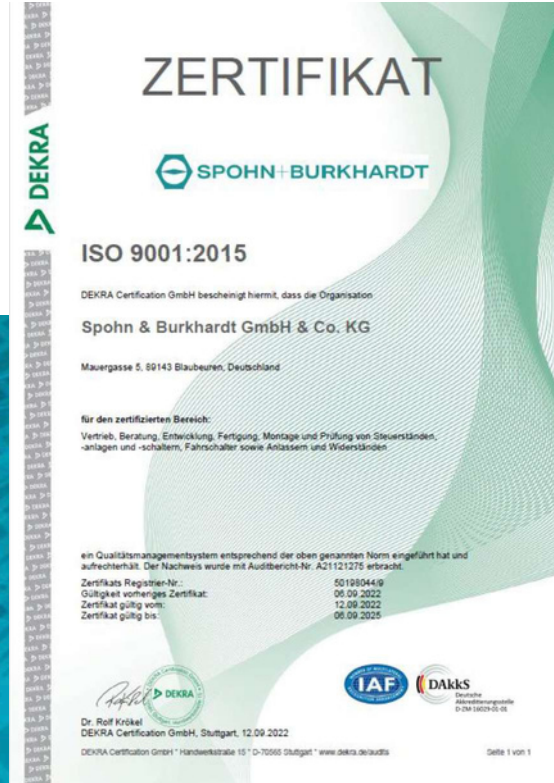 ZERTIFIKAT
DEKRA
SPOHN+BURKHARDT
ISO 9001:2015
DEKRA Certification GmbH bescheinigt hiermit, dass die Organisation
Spohn & Burkhardt GmbH & Co. KG
Mauergasse 5, 89143 Blaubeuren, Deutschland
für den zertifizierten Bereich:
Vertrieb, Beratung, Entwicklung, Fertigung, Montage und Prüfung von Steuerständen,
-anlagen und -schaltern, Fahrschalter sowie Anlassern und Widerständen
ein Qualitätsmanagementsystem entsprechend der oben genannten Norm eingeführt hat und
aufrechterhält. Der Nachweis wurde mit Auditbericht-Nr. A21121275 erbracht.
Zertifikats Registrier-Nr.: 50198044/9
Gültigkeit vorheriges Zertifikat: 06.09.2022
Zertifikat gültig vom: 12.09.2022
Zertifikat gültig bis: 06.09.2025
DEKRA
IAF
DAkkS
Deutsche
Akkreditierungsstelle
D-ZM-16029-01-01
Dr. Rolf Krökel
DEKRA Certification GmbH, Stuttgart, 12.09.2022
DEKRA Certification GmbH * Handwerkstraße 15 * D-70565 Stuttgart * www.dekra.de/audits
Seite 1 von 1